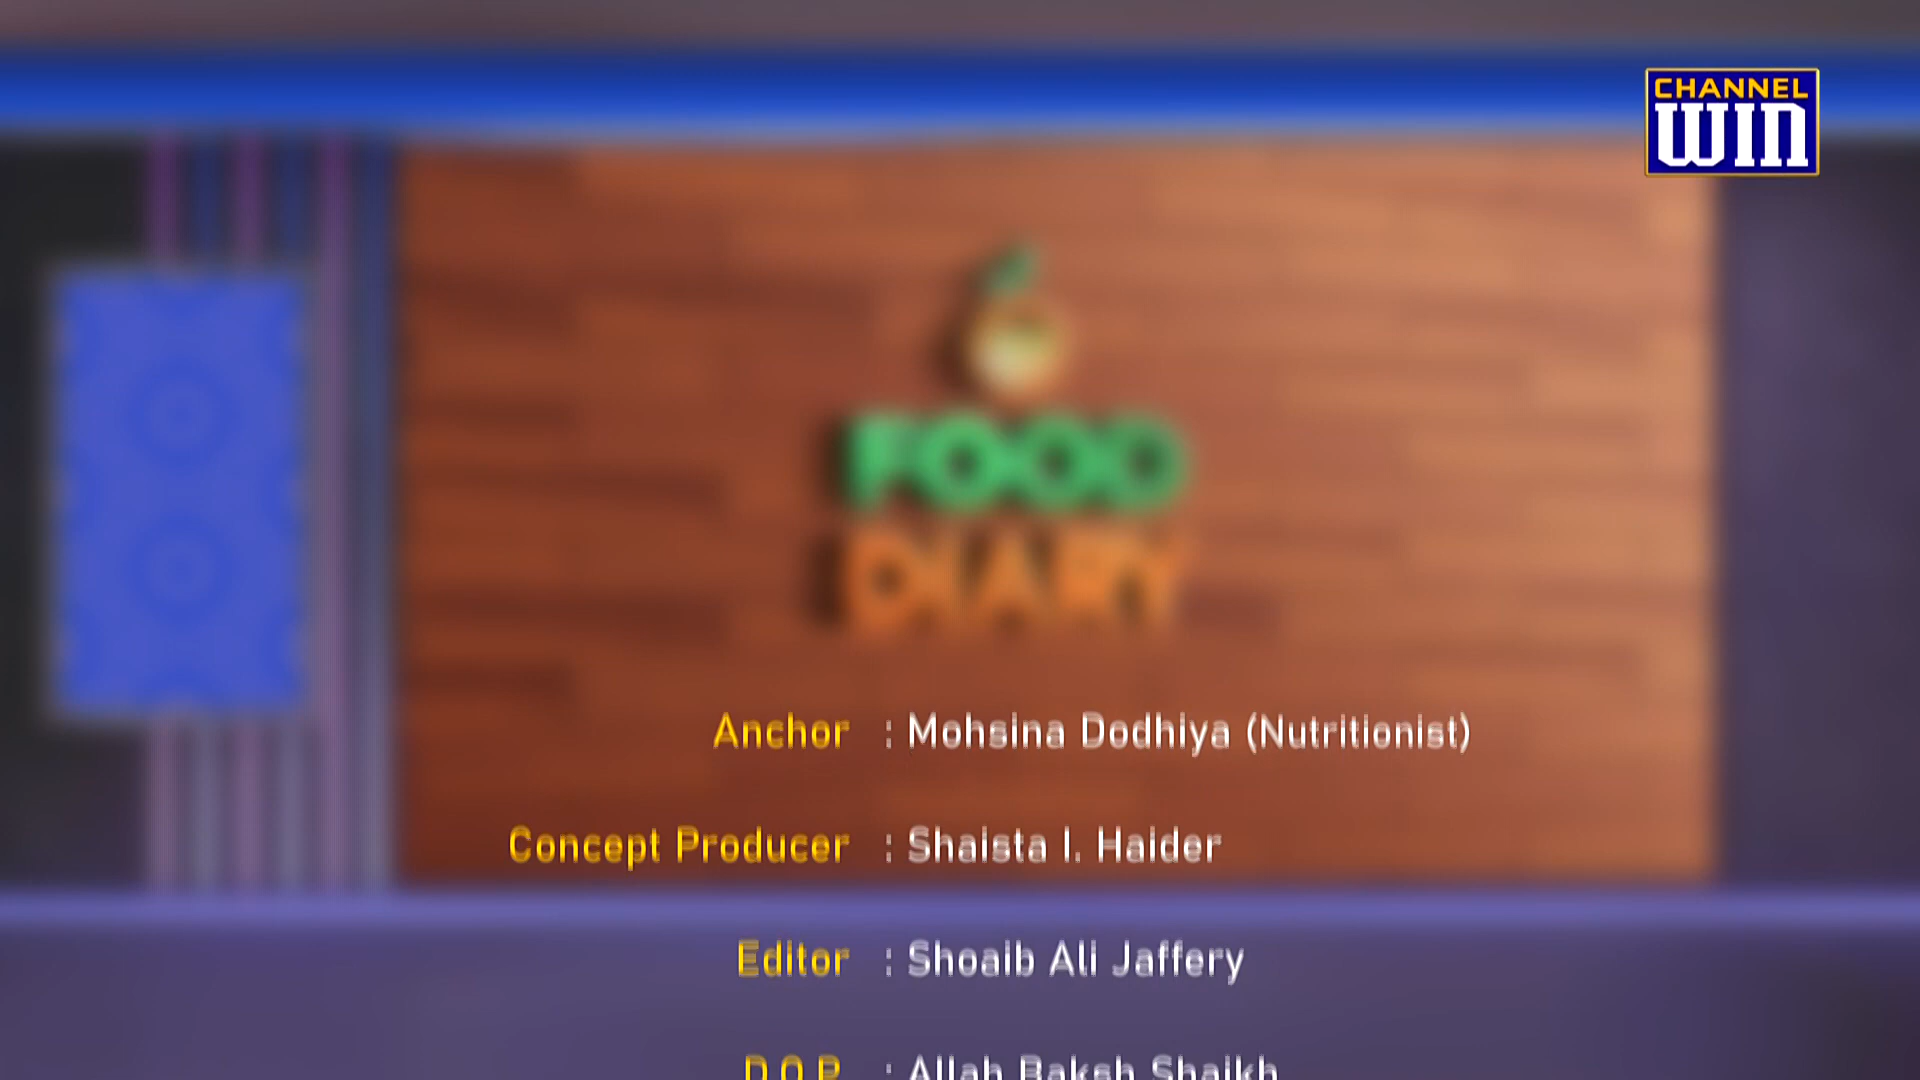 CHANNEL
WIN
FOOD
DIARY
Anchor : Mohsina Dodhiya (Nutritionist)
Concept Producer : Shaista I. Haider
Editor : Shoaib Ali Jaffery
D.O.P : Allah Baksh Shaikh